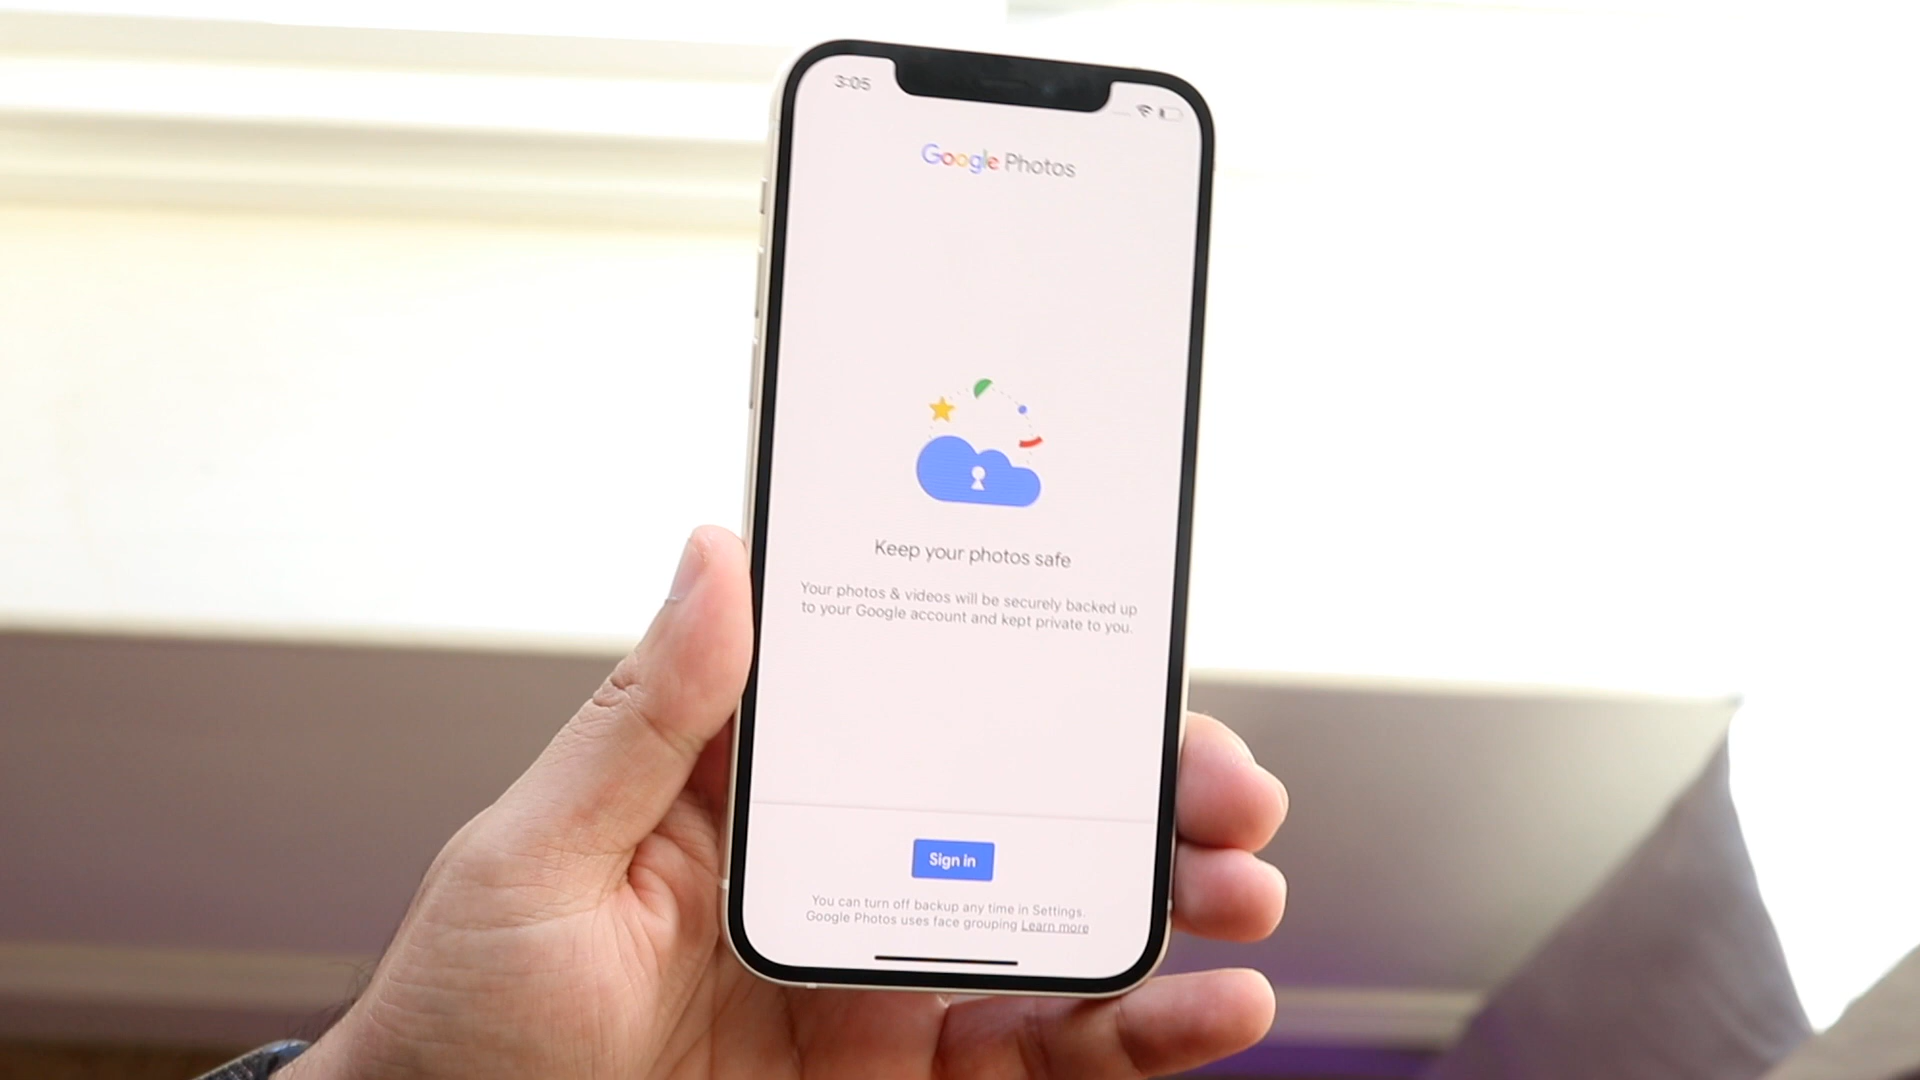 3:05
Google Photos
Keep your photos safe
Your photos & videos will be securely backed up
to your Google account and kept private to you.
Sign in
You can turn off backup any time in Settings.
Google Photos uses face grouping Learn more